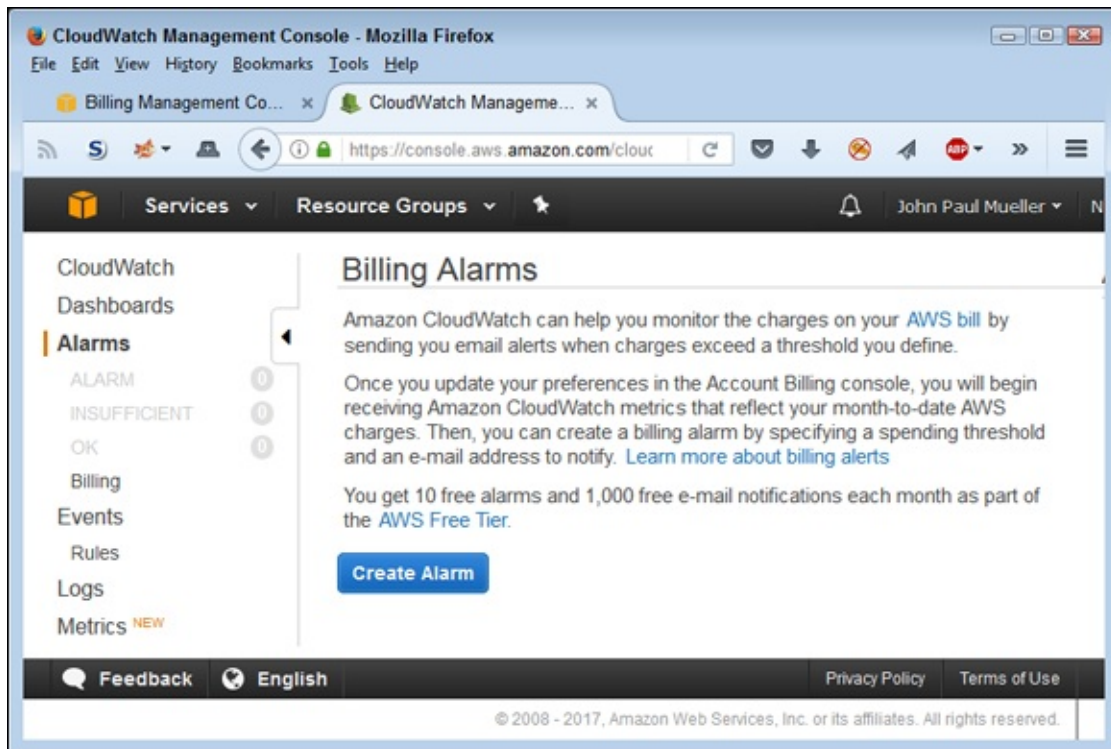 CloudWatch Management Console - Mozilla Firefox
File Edit View History Bookmarks Tools Help
Billing Management Co... × CloudWatch Manageme... ×
S) https://console.aws.amazon.com/clouc ABP »
Services Resource Groups John Paul Mueller N
CloudWatch
Dashboards
Alarms
ALARM 0
INSUFFICIENT 0
OK 0
Billing
Events
Rules
Logs
Metrics NEW
Billing Alarms
Amazon CloudWatch can help you monitor the charges on your AWS bill by
sending you email alerts when charges exceed a threshold you define.
Once you update your preferences in the Account Billing console, you will begin
receiving Amazon CloudWatch metrics that reflect your month-to-date AWS
charges. Then, you can create a billing alarm by specifying a spending threshold
and an e-mail address to notify. Learn more about billing alerts
You get 10 free alarms and 1,000 free e-mail notifications each month as part of
the AWS Free Tier.
Create Alarm
Feedback English Privacy Policy Terms of Use
© 2008 - 2017, Amazon Web Services, Inc. or its affiliates. All rights reserved.